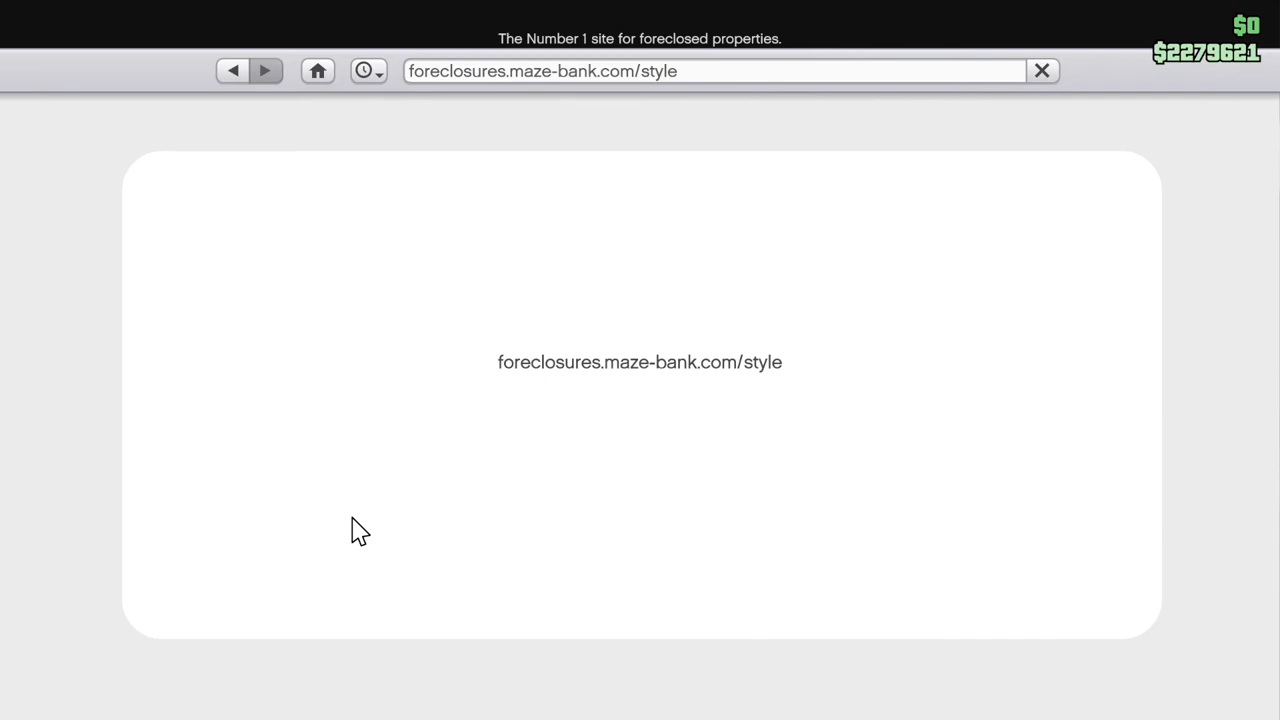 The Number 1 site for foreclosed properties.
$0
$2279621
foreclosures.maze-bank.com/style
foreclosures.maze-bank.com/style